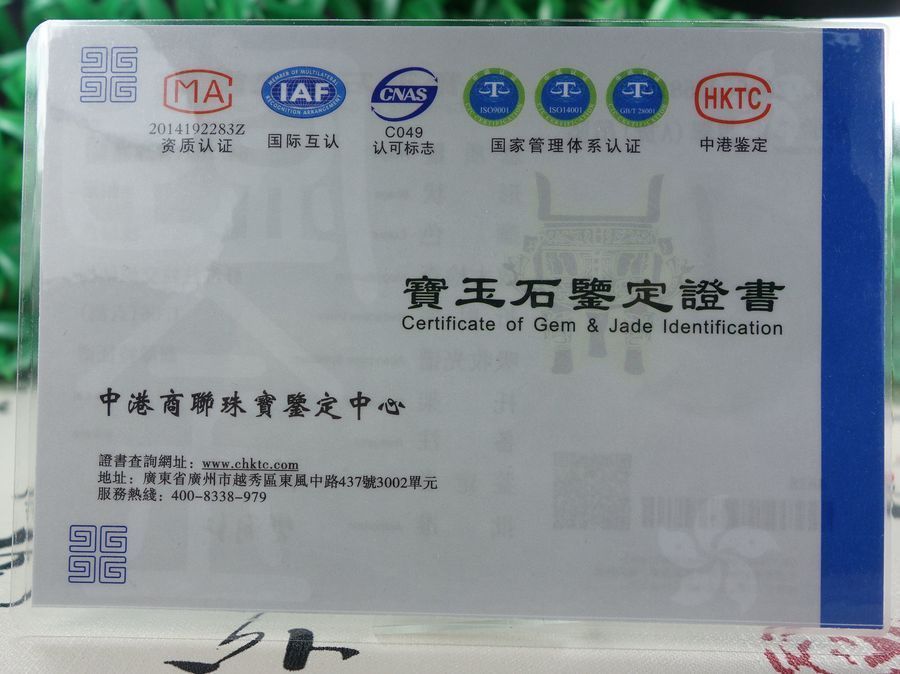 MA
2014192283Z
资质认证
MEMBER OF MULTILATERAL
IAF
RECOGNITION ARRANGEMENT
国际互认
CNAS
C049
认可标志
ISO9001
ISO14001
GB/T 28001
国家管理体系认证
HKTC
中港鉴定
寶玉石鑒定證書
Certificate of Gem & Jade Identification
中港商聯珠寶鑒定中心
證書查詢網址：www.chktc.com
地址：廣東省廣州市越秀區東風中路437號3002單元
服務熱綫：400-8338-979